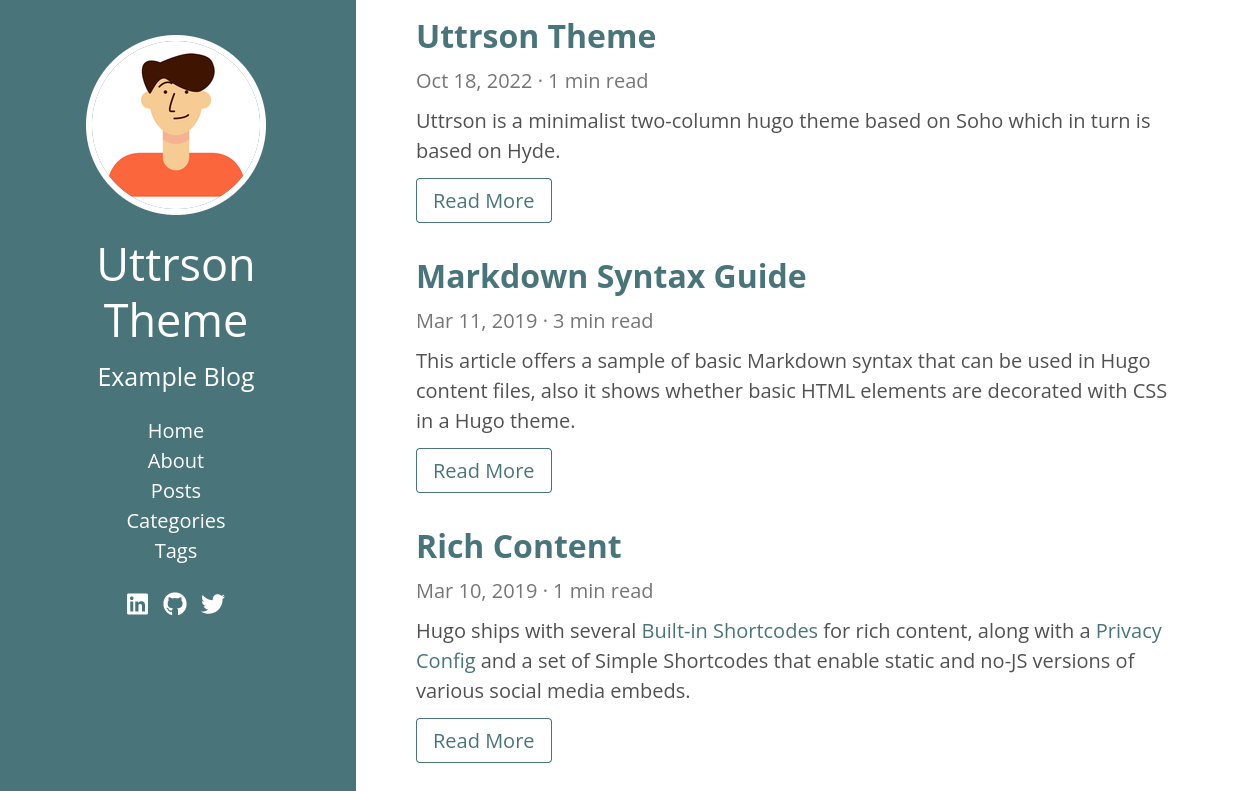 Uttrson
Theme
Example Blog
Home
About
Posts
Categories
Tags
Uttrson Theme
Oct 18, 2022 · 1 min read
Uttrson is a minimalist two-column hugo theme based on Soho which in turn is
based on Hyde.
Read More
Markdown Syntax Guide
Mar 11, 2019 · 3 min read
This article offers a sample of basic Markdown syntax that can be used in Hugo
content files, also it shows whether basic HTML elements are decorated with CSS
in a Hugo theme.
Read More
Rich Content
Mar 10, 2019 · 1 min read
Hugo ships with several Built-in Shortcodes for rich content, along with a Privacy
Config and a set of Simple Shortcodes that enable static and no-JS versions of
various social media embeds.
Read More